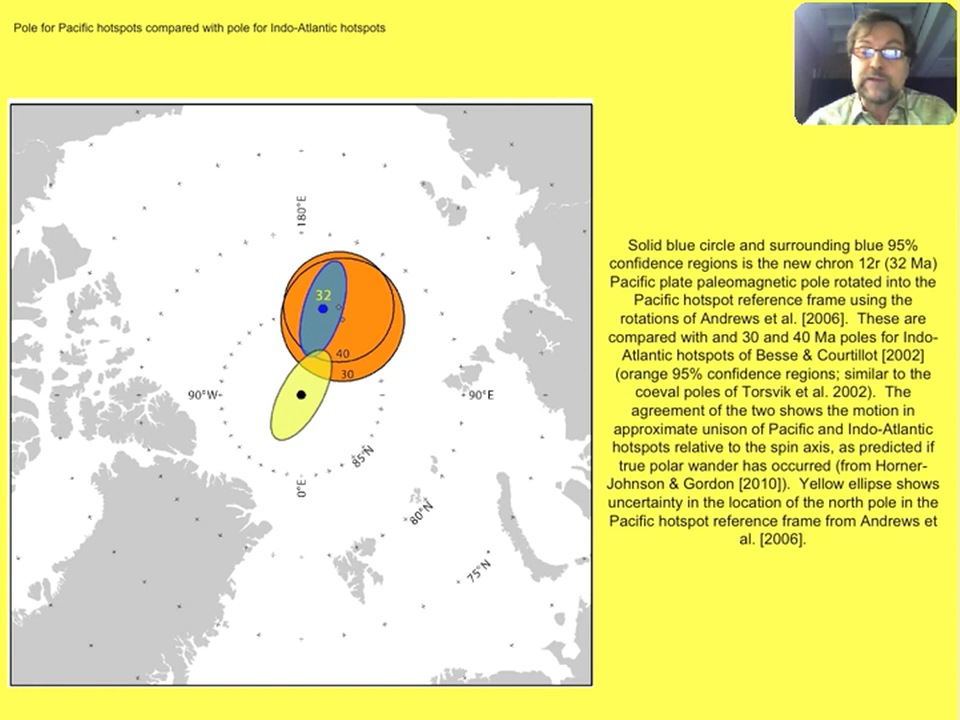 Pole for Pacific hotspots compared with pole for Indo-Atlantic hotspots
180°E
32
40
30
90°W
90°E
85°N
0°E
80°N
75°N
Solid blue circle and surrounding blue 95%
confidence regions is the new chron 12r (32 Ma)
Pacific plate paleomagnetic pole rotated into the
Pacific hotspot reference frame using the
rotations of Andrews et al. [2006].  These are
compared with and 30 and 40 Ma poles for Indo-
Atlantic hotspots of Besse & Courtillot [2002]
(orange 95% confidence regions; similar to the
coeval poles of Torsvik et al. 2002).  The
agreement of the two shows the motion in
approximate unison of Pacific and Indo-Atlantic
hotspots relative to the spin axis, as predicted if
true polar wander has occurred (from Horner-
Johnson & Gordon [2010]).  Yellow ellipse shows
uncertainty in the location of the north pole in the
Pacific hotspot reference frame from Andrews et
al. [2006].